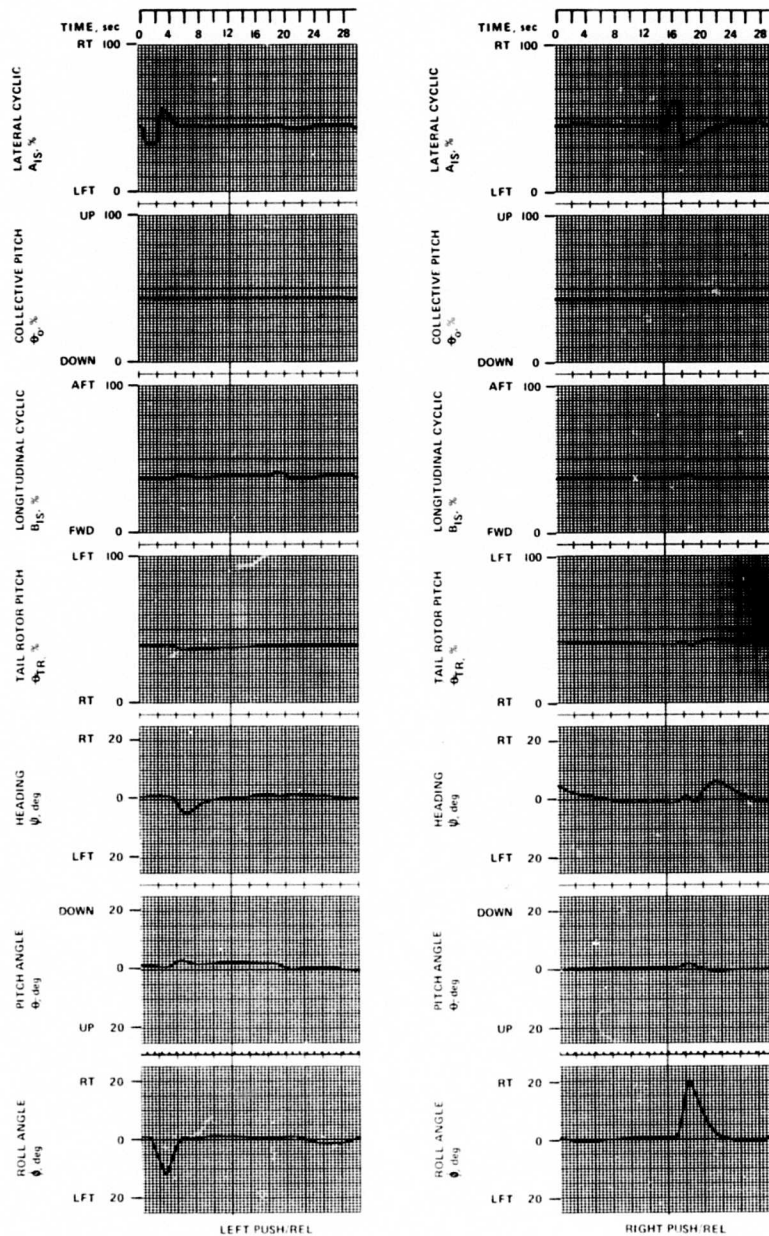 TIME, sec 0 4 8 12 16 20 24 28
RT 100
LATERAL CYCLIC
A1S, %
LFT 0
UP 100
COLLECTIVE PITCH
θo, %
DOWN 0
AFT 100
LONGITUDINAL CYCLIC
B1S, %
FWD 0
LFT 100
TAIL ROTOR PITCH
θTR, %
RT 0
RT 20
HEADING
ψ, deg
0
LFT 20
DOWN 20
PITCH ANGLE
θ, deg
0
UP 20
RT 20
ROLL ANGLE
ϕ, deg
0
LFT 20
LEFT PUSH/REL
TIME, sec 0 4 8 12 16 20 24 28
RT 100
LATERAL CYCLIC
A1S, %
LFT 0
UP 100
COLLECTIVE PITCH
θo, %
DOWN 0
AFT 100
LONGITUDINAL CYCLIC
B1S, %
FWD 0
LFT 100
TAIL ROTOR PITCH
θTR, %
RT 0
RT 20
HEADING
ψ, deg
0
LFT 20
DOWN 20
PITCH ANGLE
θ, deg
0
UP 20
RT 20
ROLL ANGLE
ϕ, deg
0
LFT 20
RIGHT PUSH/REL